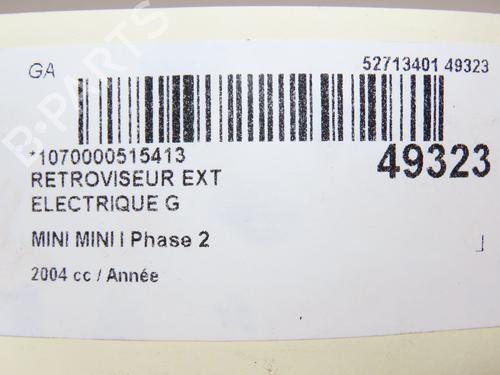 GA
52713401 49323
*1070000515413
49323
RETROVISEUR EXT
ELECTRIQUE G
MINI MINI I Phase 2
2004 cc / Année
B-PARTS